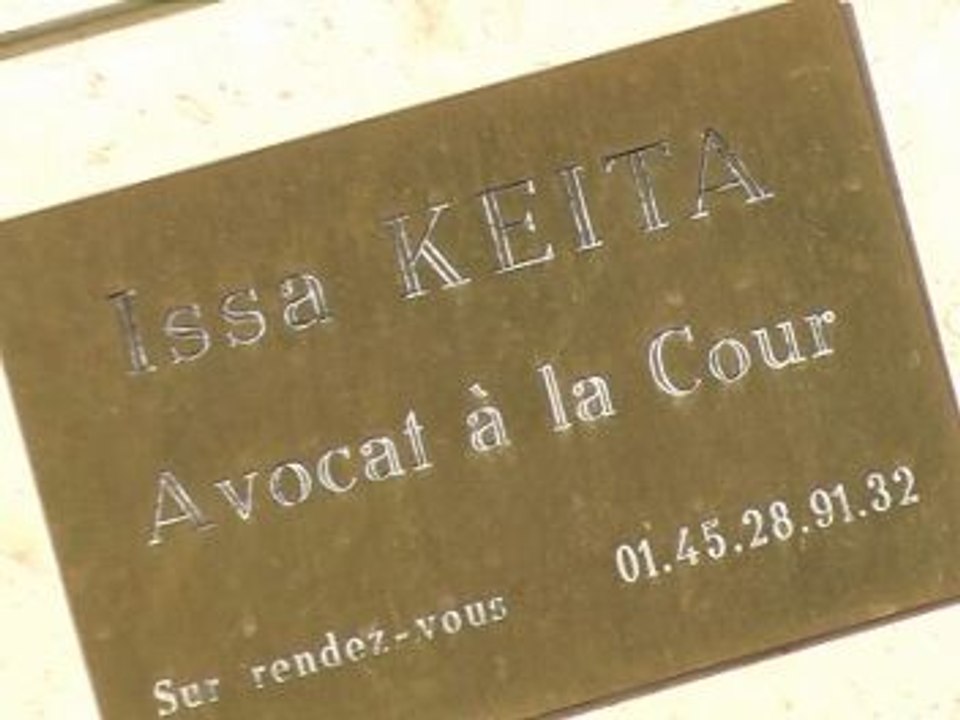 Issa KEITA
Avocat à la Cour
01.45.28.91.32
Sur rendez-vous